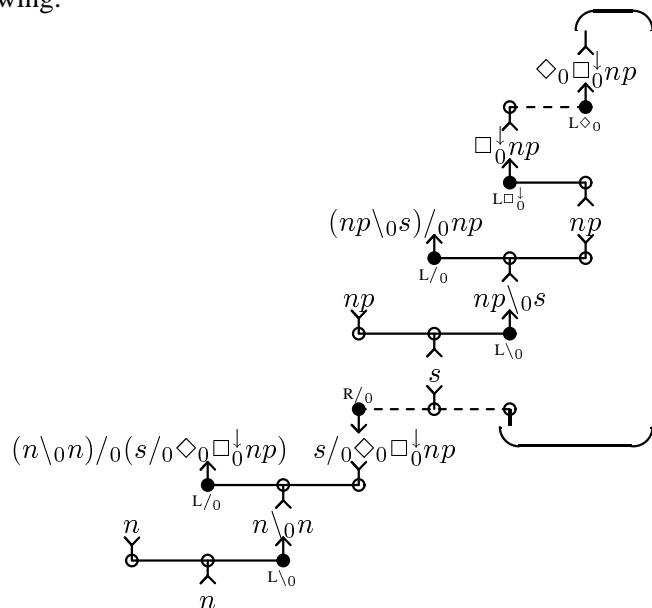 wing:
◇₀□₀↓np
L◇₀
□₀↓np
L□₀↓
(np\₀s)/₀np np
L/₀
np np\₀s
L\₀
s
R/₀
(n\₀n)/₀(s/₀◇₀□₀↓np) s/₀◇₀□₀↓np
L/₀
n n\₀n
L\₀
n